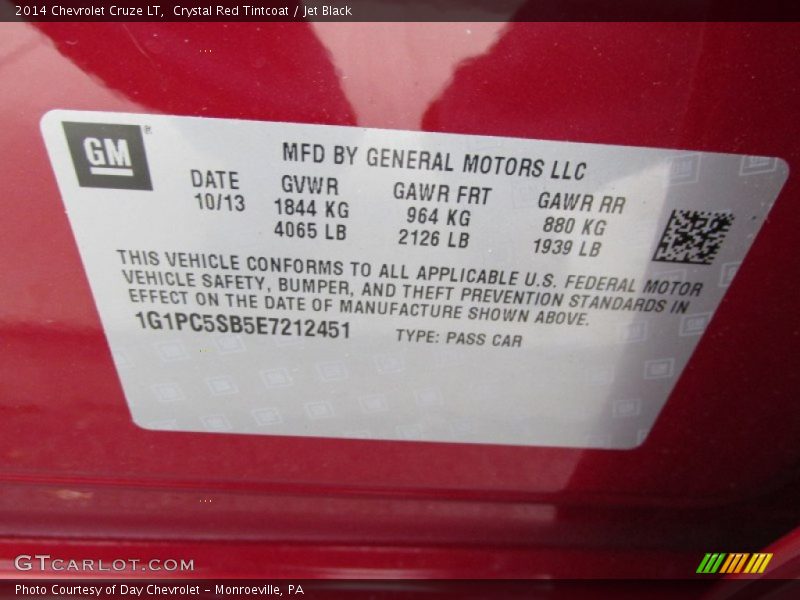 2014 Chevrolet Cruze LT,  Crystal Red Tintcoat / Jet Black
GM®
MFD BY GENERAL MOTORS LLC
DATE GVWR GAWR FRT GAWR RR
10/13 1844 KG 964 KG 880 KG
4065 LB 2126 LB 1939 LB
THIS VEHICLE CONFORMS TO ALL APPLICABLE U.S. FEDERAL MOTOR
VEHICLE SAFETY, BUMPER, AND THEFT PREVENTION STANDARDS IN
EFFECT ON THE DATE OF MANUFACTURE SHOWN ABOVE.
1G1PC5SB5E7212451 TYPE: PASS CAR
GTCARLOT.COM
Photo Courtesy of Day Chevrolet - Monroeville, PA